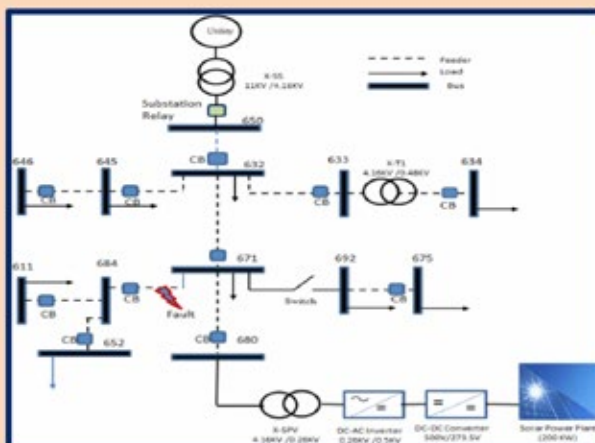 Utility
X-SS
11KV /4.16KV
Substation
Relay
650
Feeder
Load
Bus
646
645
CB
632
633
X-T1
4.16KV /0.48KV
634
CB
CB
CB
CB
611
684
671
692
675
CB
Fault
Switch
CB
CB
CB
652
CB
680
X-SPV
4.16KV /0.26KV
DC-AC Inverter
0.26KV /0.5KV
DC-DC Converter
500v/273.5V
Solar Power Plant
(200 KW)